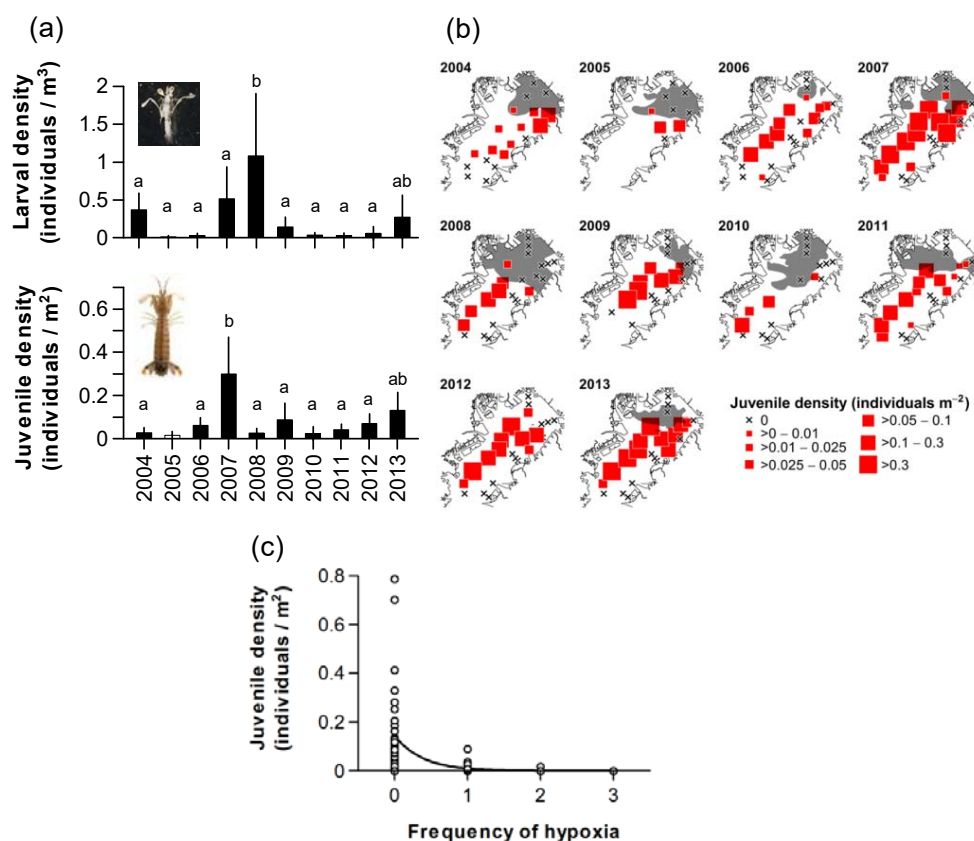 (a)
Larval density
(individuals / m³)
2
1.5
1
0.5
0
a
a
a
a
b
a
a
a
a
ab
Juvenile density
(individuals / m²)
0.6
0.4
0.2
0
a
a
a
b
a
a
a
a
a
ab
2004
2005
2006
2007
2008
2009
2010
2011
2012
2013
(b)
2004
2005
2006
2007
2008
2009
2010
2011
2012
2013
Juvenile density (individuals m⁻²)
0
>0 – 0.01
>0.01 – 0.025
>0.025 – 0.05
>0.05 – 0.1
>0.1 – 0.3
>0.3
(c)
Juvenile density
(individuals / m²)
0.8
0.6
0.4
0.2
0
0
1
2
3
Frequency of hypoxia